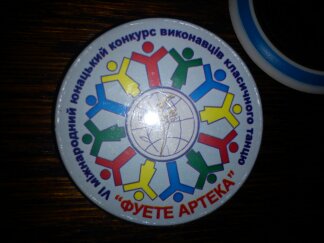 VI МІЖНАРОДНИЙ ЮНАЦЬКИЙ КОНКУРС ВИКОНАВЦІВ КЛАСИЧНОГО ТАНЦЮ
"ФУЕТЕ АРТЕКА"